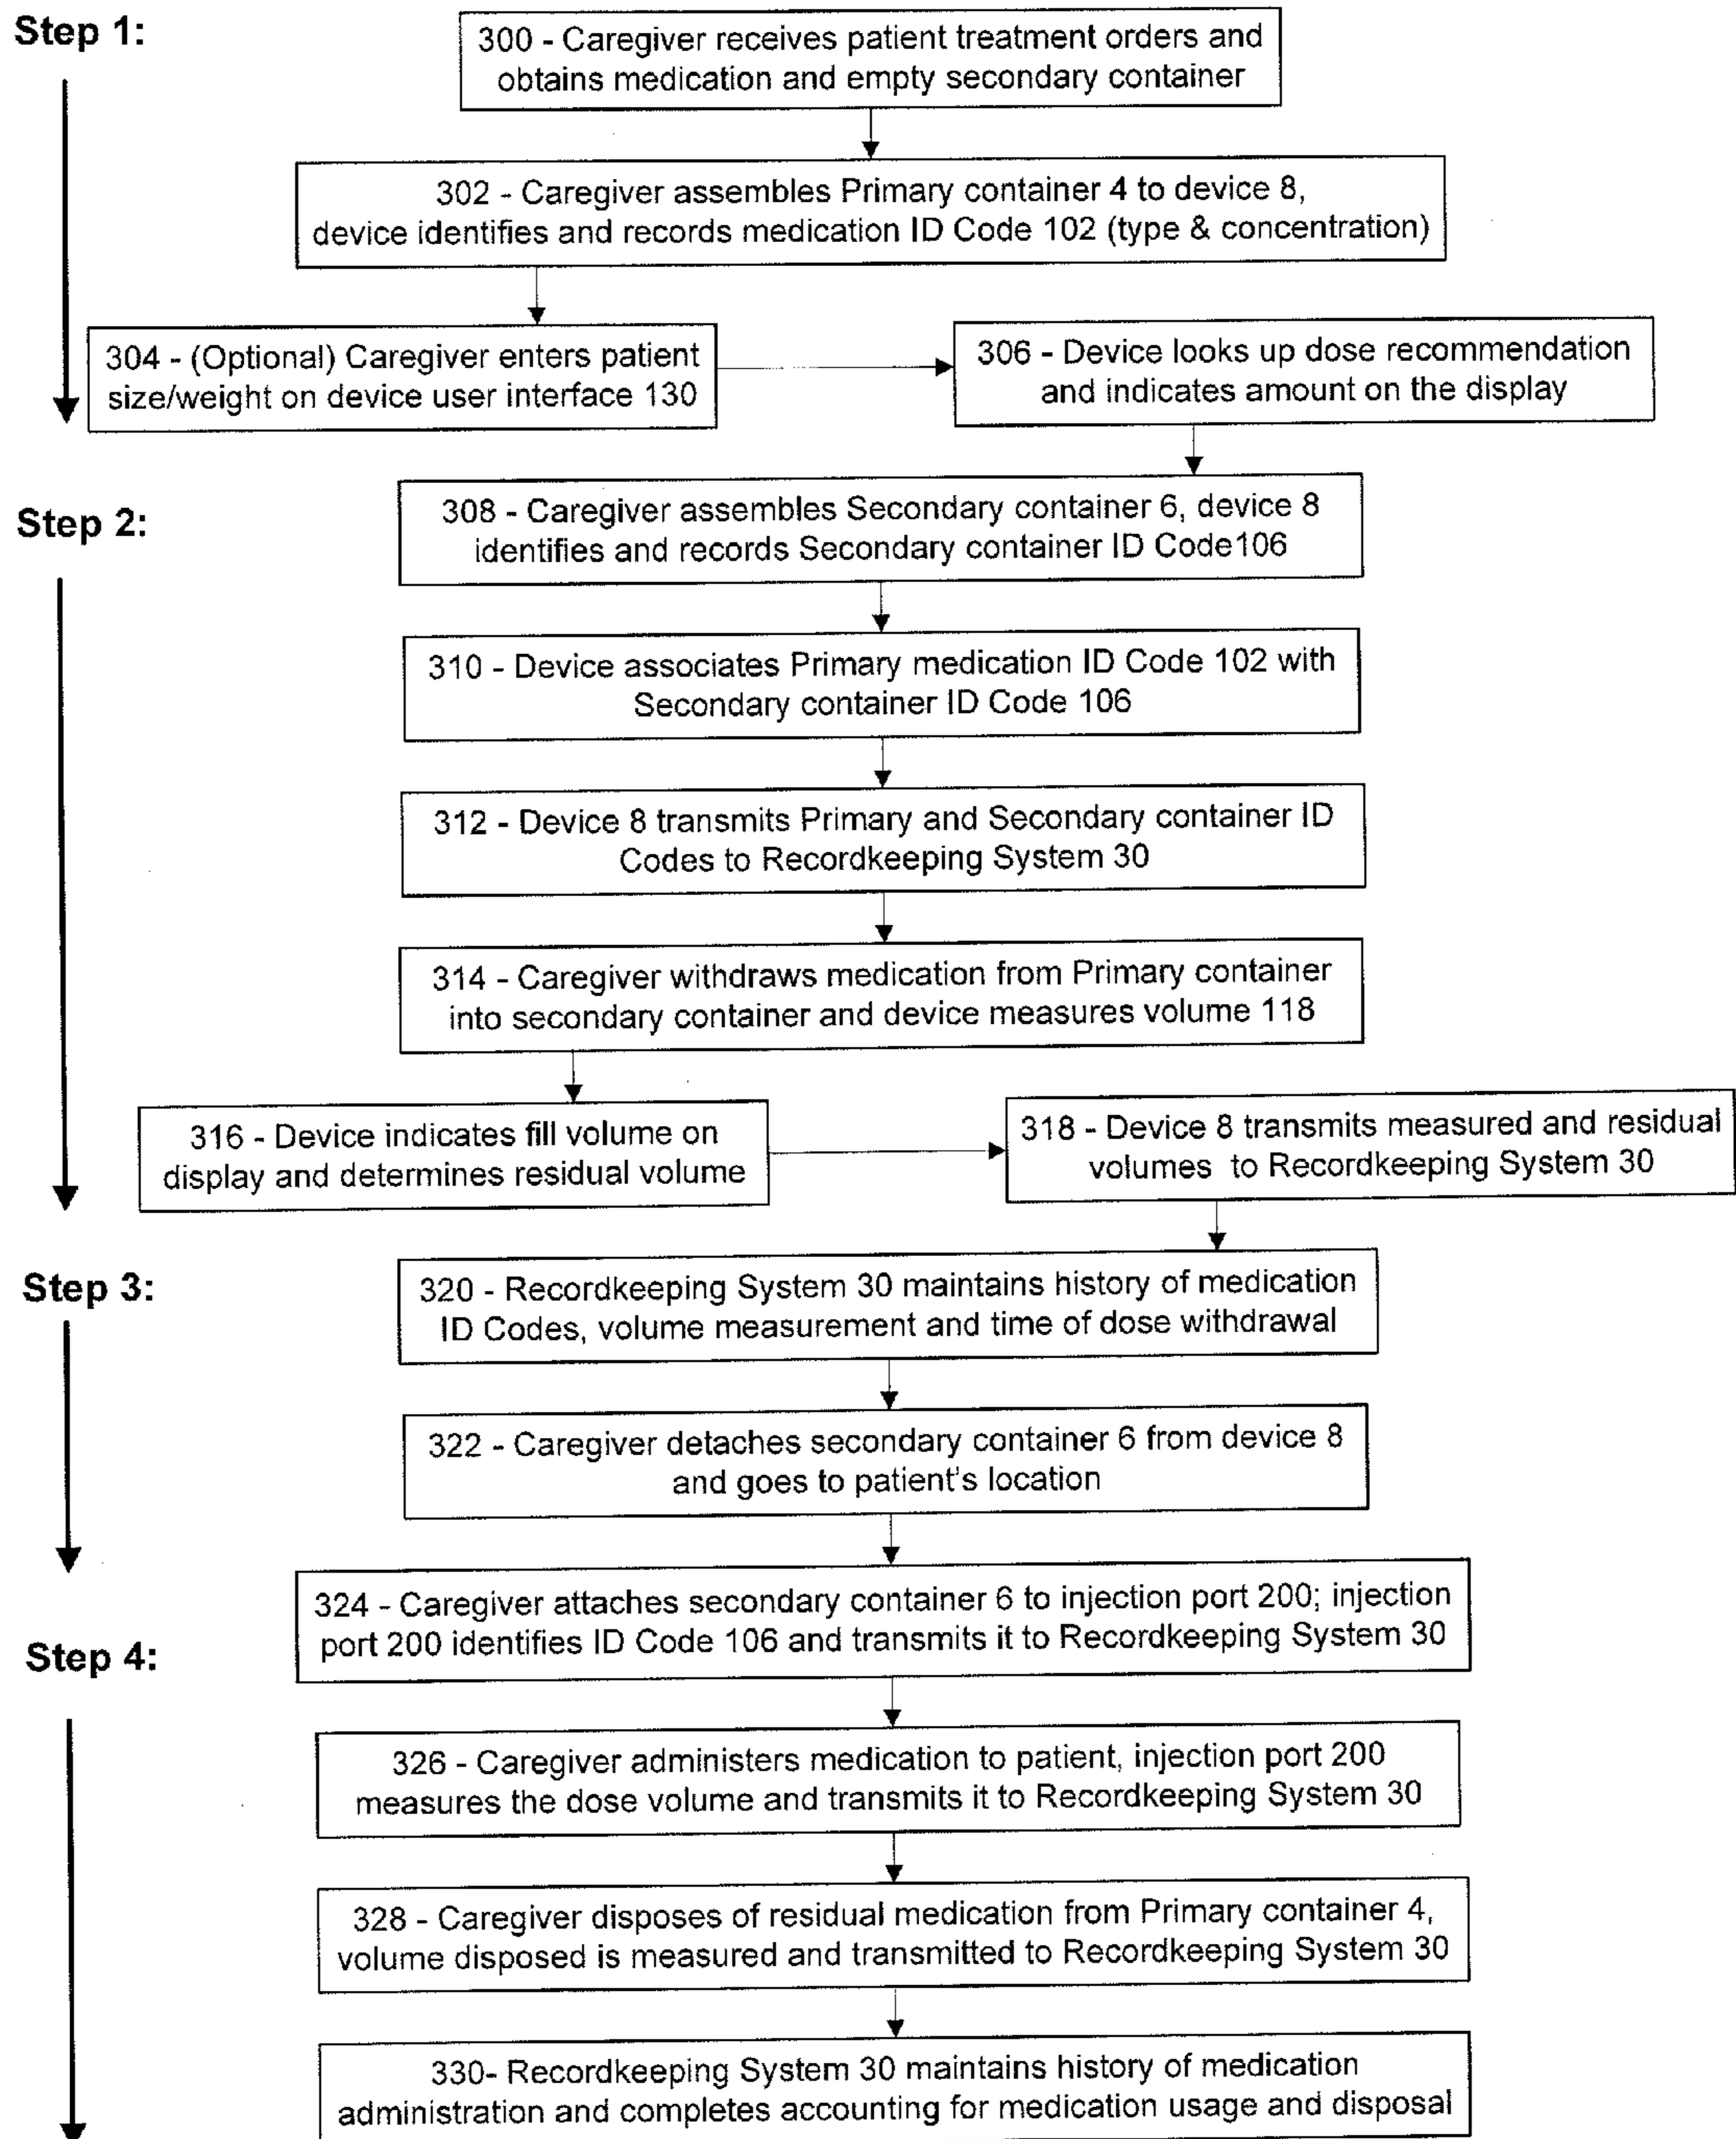 Step 1:
300 - Caregiver receives patient treatment orders and
obtains medication and empty secondary container
302 - Caregiver assembles Primary container 4 to device 8,
device identifies and records medication ID Code 102 (type & concentration)
304 - (Optional) Caregiver enters patient
size/weight on device user interface 130
306 - Device looks up dose recommendation
and indicates amount on the display
Step 2:
308 - Caregiver assembles Secondary container 6, device 8
identifies and records Secondary container ID Code106
310 - Device associates Primary medication ID Code 102 with
Secondary container ID Code 106
312 - Device 8 transmits Primary and Secondary container ID
Codes to Recordkeeping System 30
314 - Caregiver withdraws medication from Primary container
into secondary container and device measures volume 118
316 - Device indicates fill volume on
display and determines residual volume
318 - Device 8 transmits measured and residual
volumes to Recordkeeping System 30
Step 3:
320 - Recordkeeping System 30 maintains history of medication
ID Codes, volume measurement and time of dose withdrawal
322 - Caregiver detaches secondary container 6 from device 8
and goes to patient's location
324 - Caregiver attaches secondary container 6 to injection port 200; injection
port 200 identifies ID Code 106 and transmits it to Recordkeeping System 30
Step 4:
326 - Caregiver administers medication to patient, injection port 200
measures the dose volume and transmits it to Recordkeeping System 30
328 - Caregiver disposes of residual medication from Primary container 4,
volume disposed is measured and transmitted to Recordkeeping System 30
330- Recordkeeping System 30 maintains history of medication
administration and completes accounting for medication usage and disposal